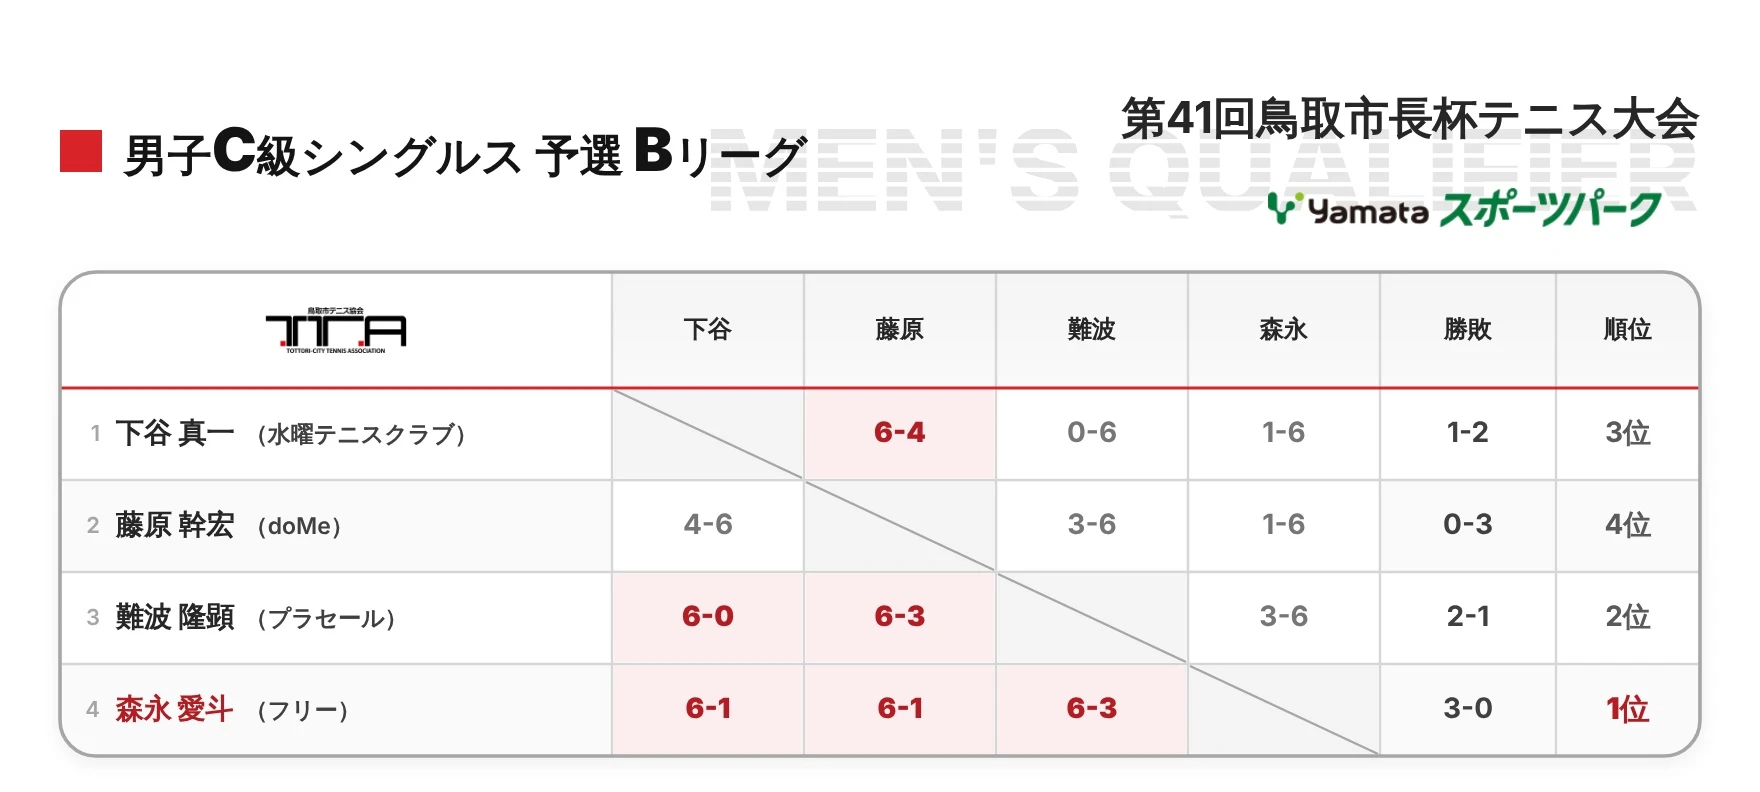 第41回鳥取市長杯テニス大会
男子C級シングルス 予選 Bリーグ
MEN'S QUALIFIER
Yamata スポーツパーク
鳥取市テニス協会
TTA
TOTTORI-CITY TENNIS ASSOCIATION
下谷 藤原 難波 森永 勝敗 順位
1 下谷 真一 （水曜テニスクラブ） 6-4 0-6 1-6 1-2 3位
2 藤原 幹宏 （doMe） 4-6 3-6 1-6 0-3 4位
3 難波 隆顕 （プラセール） 6-0 6-3 3-6 2-1 2位
4 森永 愛斗 （フリー） 6-1 6-1 6-3 3-0 1位